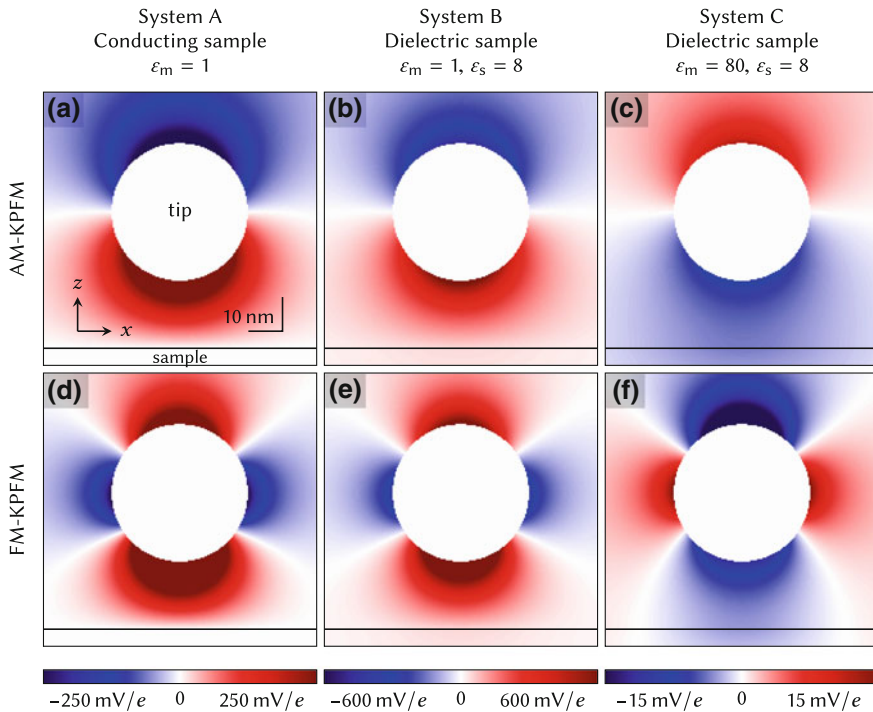 System A
Conducting sample
εm = 1
System B
Dielectric sample
εm = 1, εs = 8
System C
Dielectric sample
εm = 80, εs = 8
AM-KPFM
(a)
tip
z
x
10 nm
sample
(b)
(c)
FM-KPFM
(d)
(e)
(f)
−250 mV/e 0 250 mV/e
−600 mV/e 0 600 mV/e
−15 mV/e 0 15 mV/e